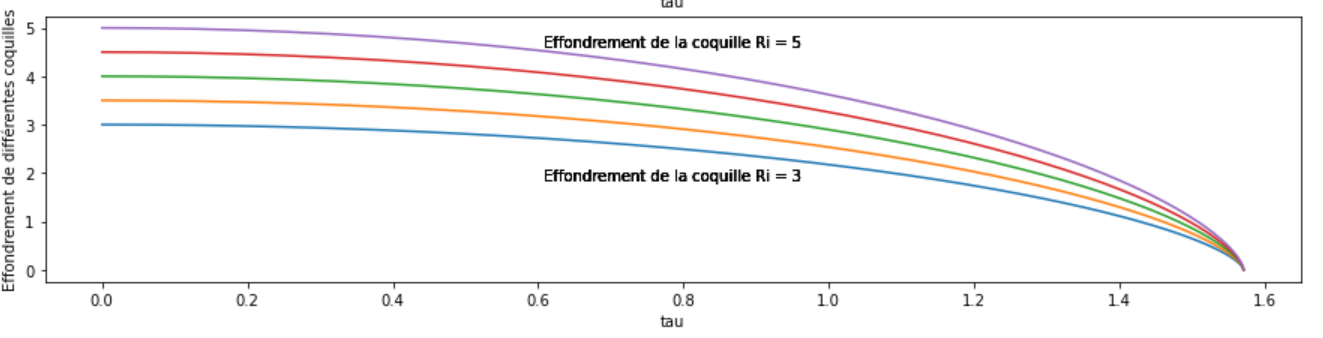 tau
Effondrement de différentes coquilles
5
4
3
2
1
0
Effondrement de la coquille Ri = 5
Effondrement de la coquille Ri = 3
0.0 0.2 0.4 0.6 0.8 1.0 1.2 1.4 1.6
tau